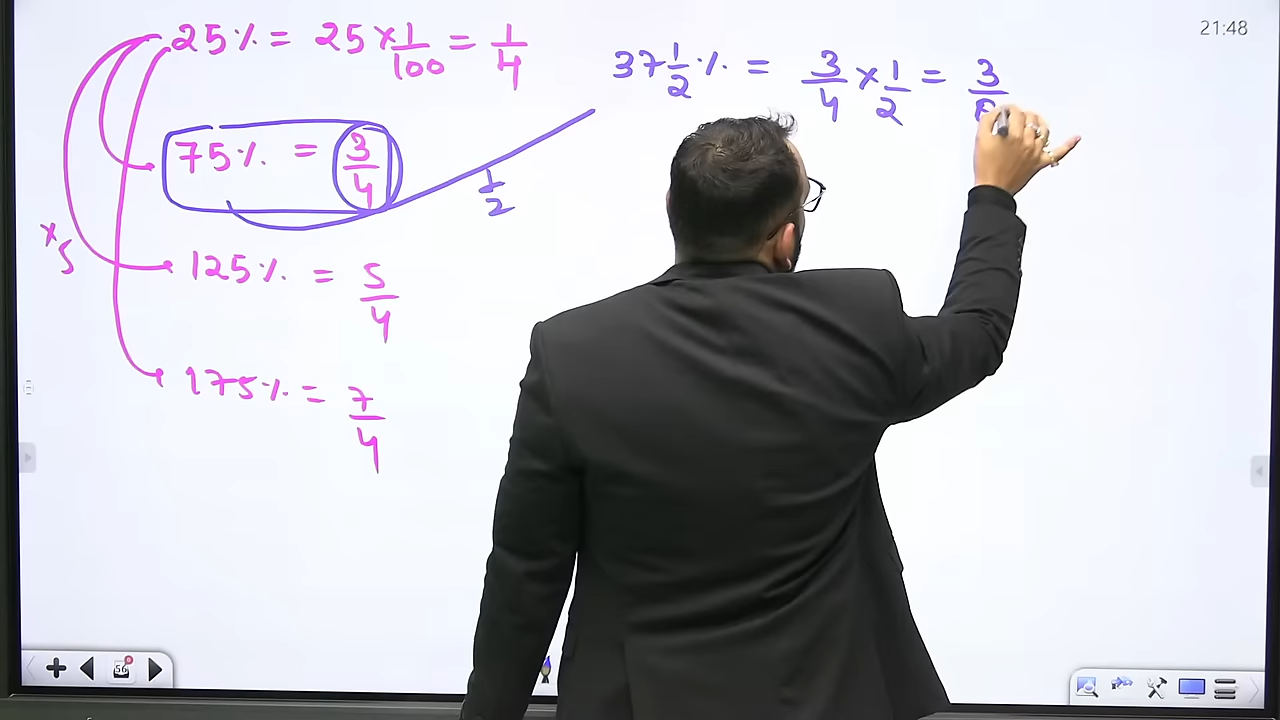 21:48
25% = 25 × 1/100 = 1/4
37 1/2 % = 3/4 × 1/2 = 3/
75% = 3/4
1/2
×5
125% = 5/4
175% = 7/4
56